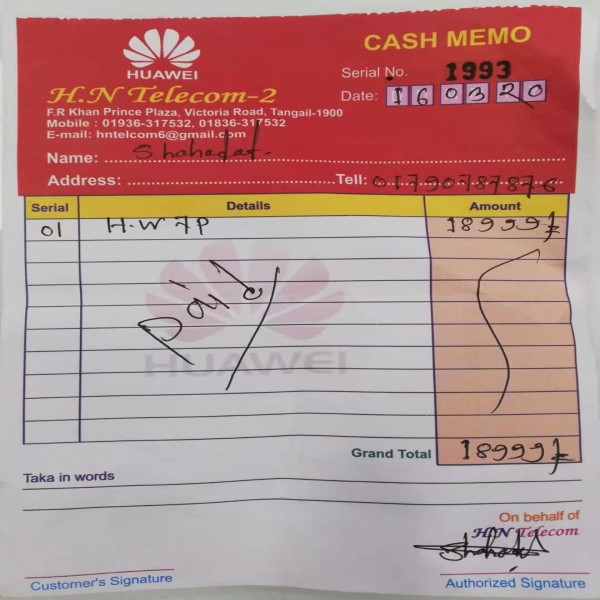 HUAWEI
CASH MEMO
H.N Telecom-2
Serial No. 1993
Date: 16 03 20
F.R Khan Prince Plaza, Victoria Road, Tangail-1900
Mobile : 01936-317532, 01836-317532
E-mail: hntelcom6@gmail.com
Name: Shahadat.
Address: Tell: 01790787876
Serial Details Amount
01 H.W 7P 18999/=
Paid
HUAWEI
Grand Total 18999/=
Taka in words
On behalf of
H.N Telecom
Customer's Signature
Authorized Signature